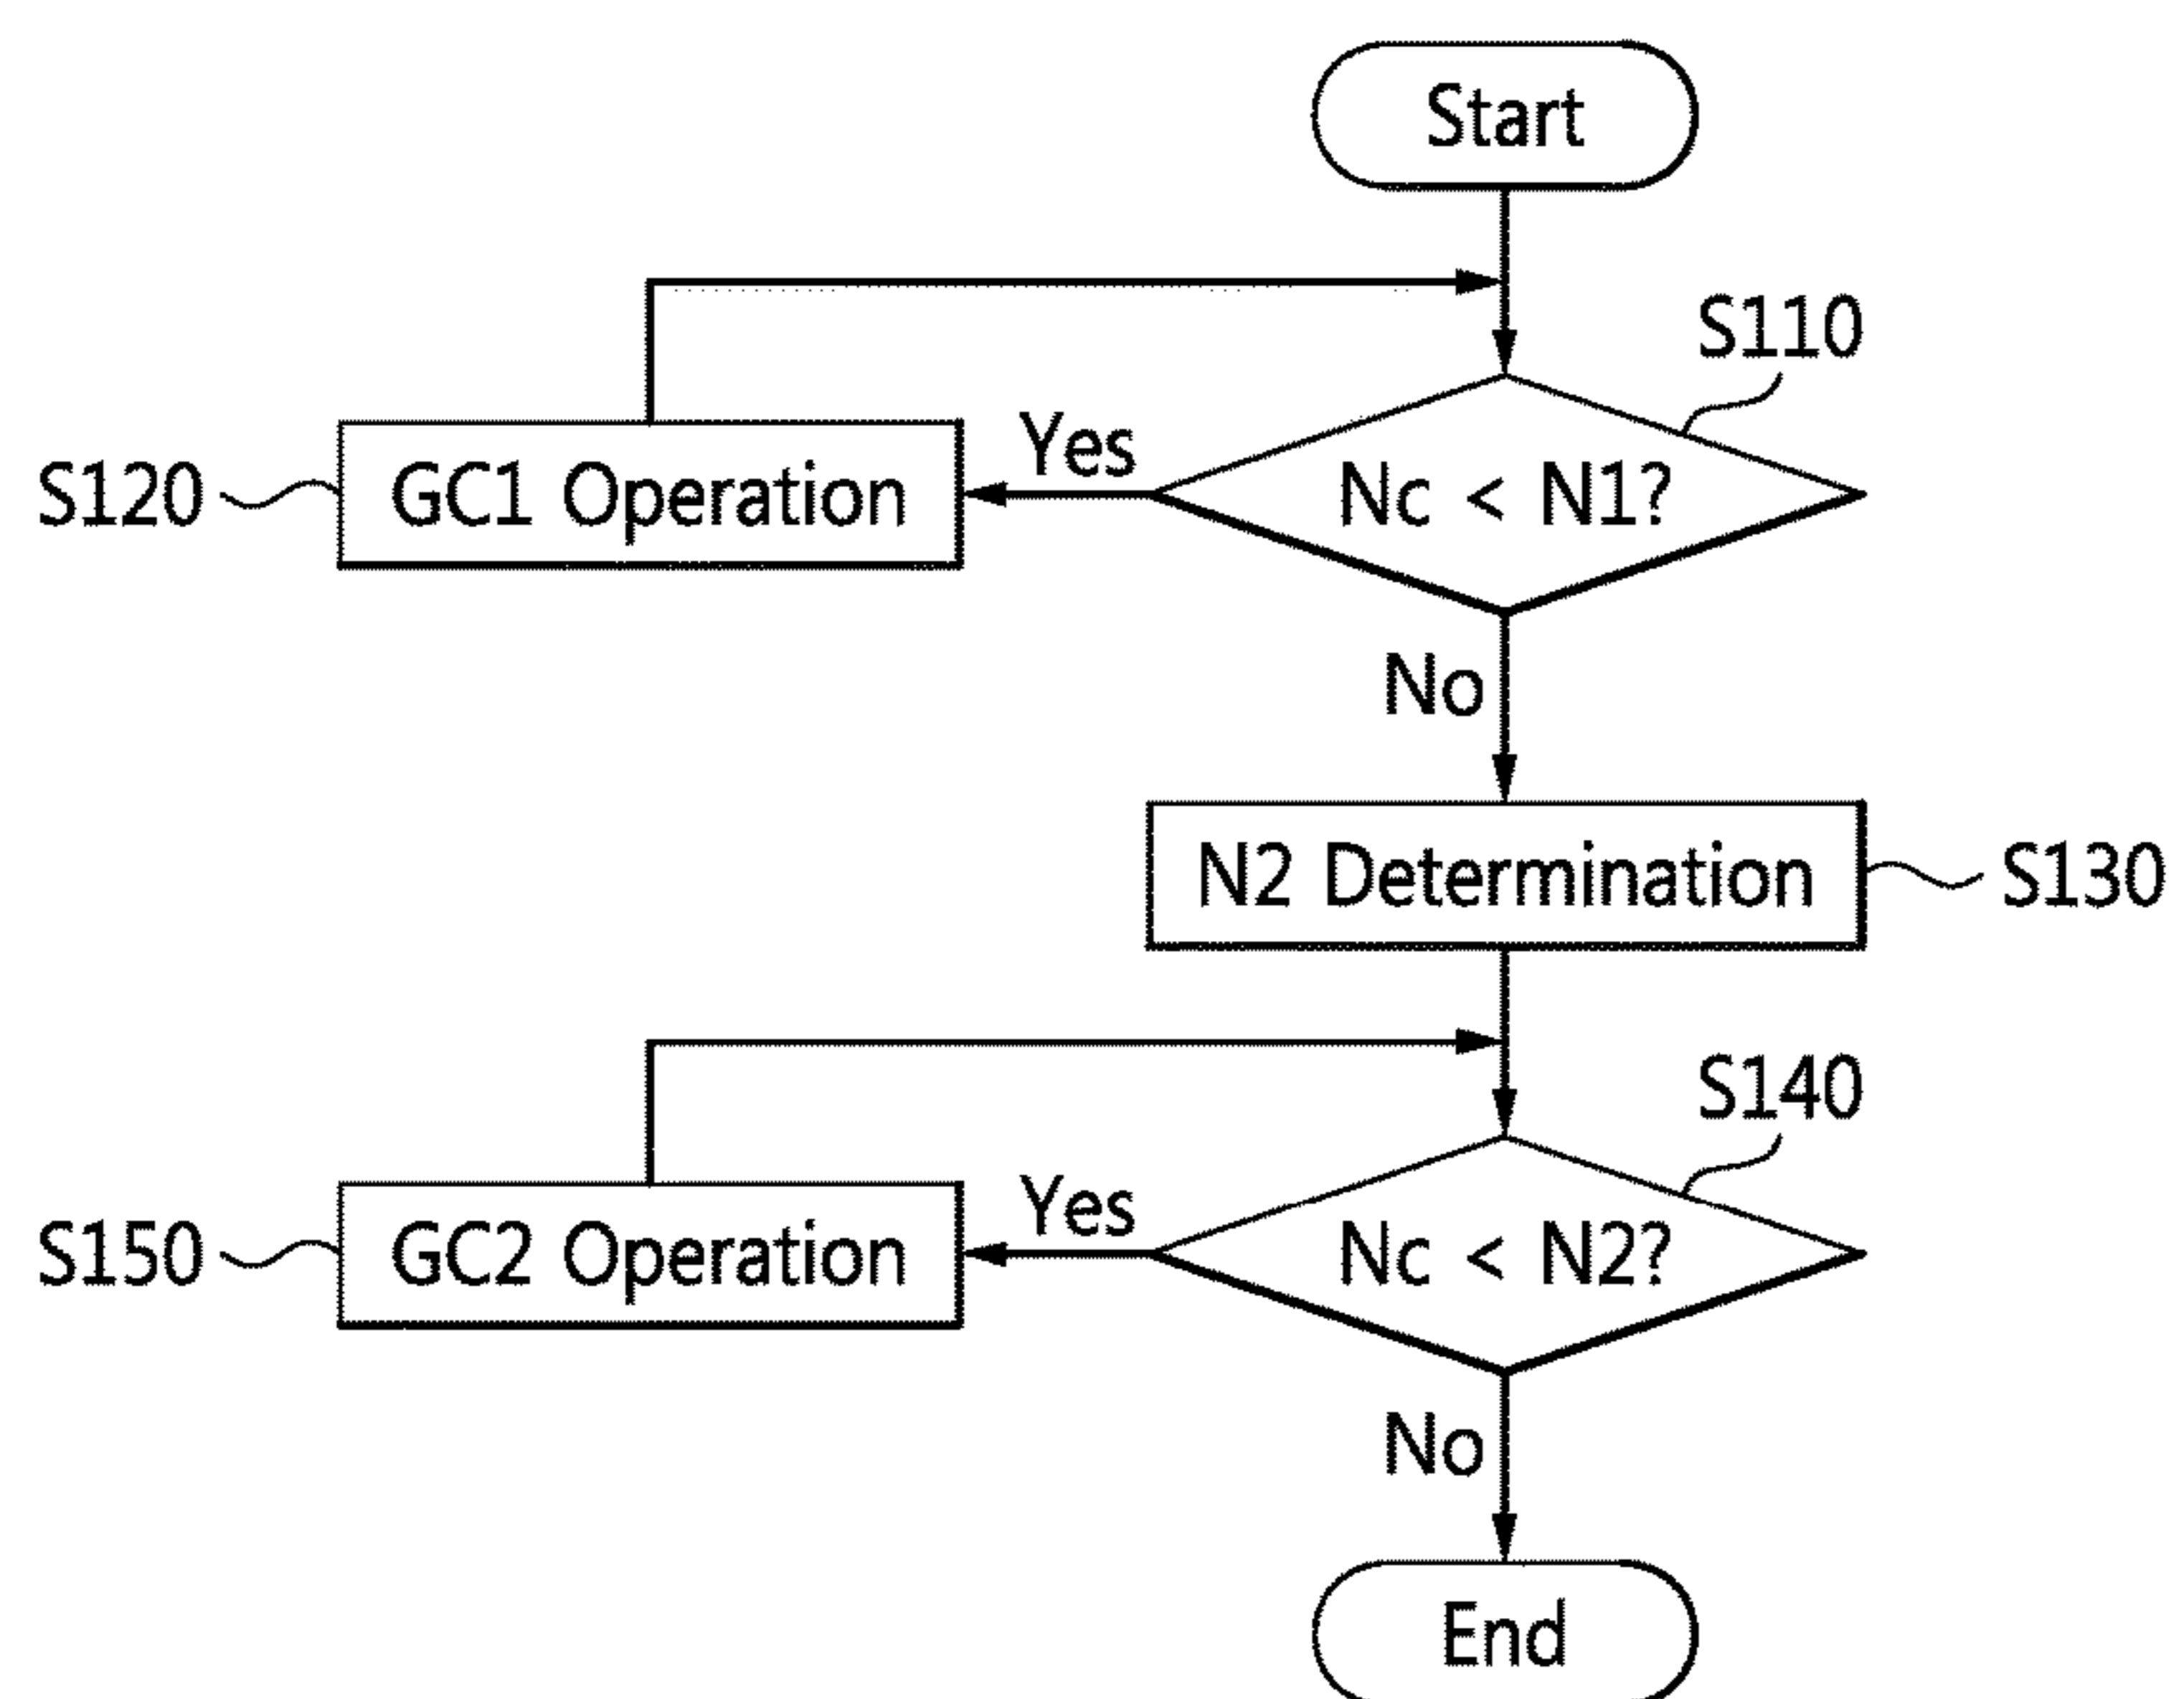 Start
S110
Yes
S120
GC1 Operation
Nc < N1?
No
N2 Determination
S130
S140
Yes
S150
GC2 Operation
Nc < N2?
No
End